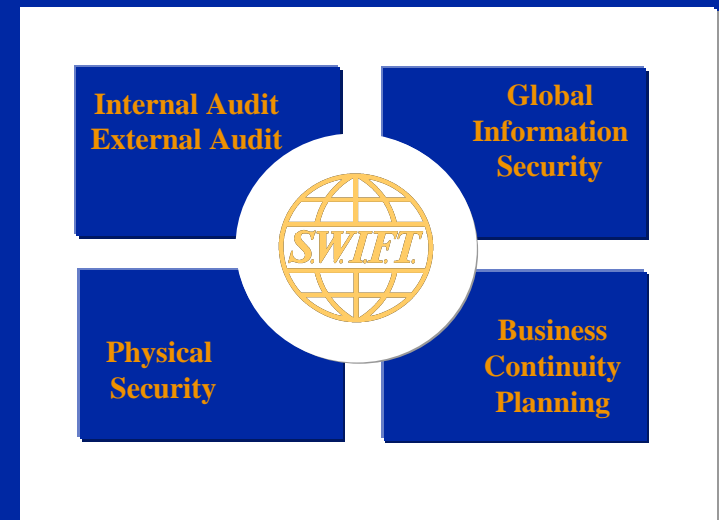 Internal Audit
External Audit
Global
Information
Security
S.W.I.F.T.
Physical
Security
Business
Continuity
Planning